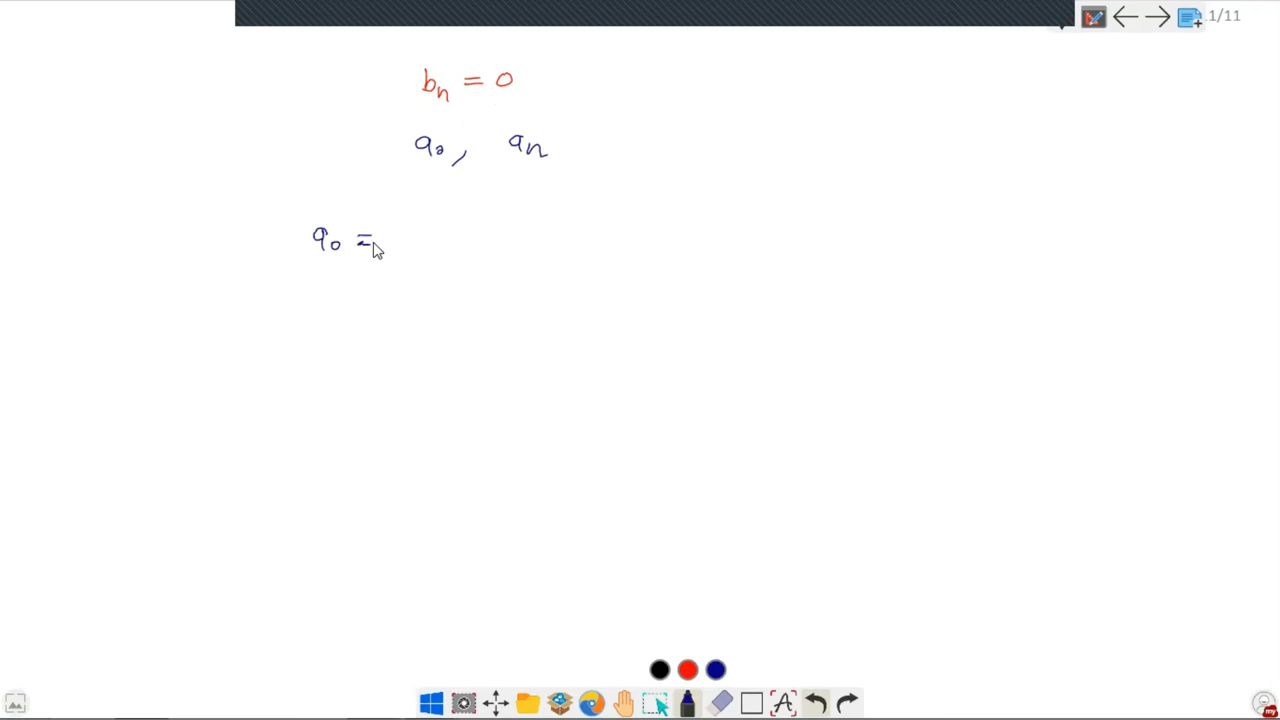 1/11
bₙ = 0
a₀, aₙ
a₀ =